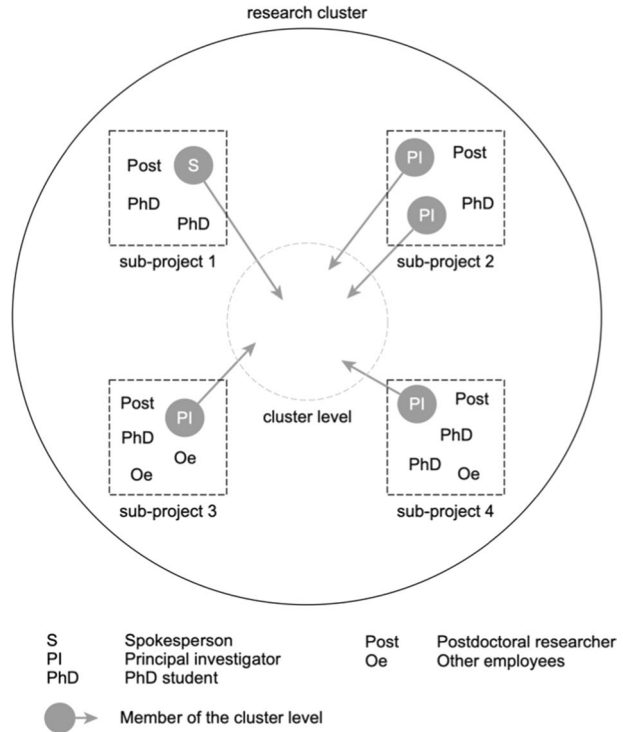 research cluster
Post S
PhD
PhD
sub-project 1
PI Post
PI PhD
sub-project 2
cluster level
Post
PI
PhD
Oe
Oe
sub-project 3
PI Post
PhD
PhD
Oe
sub-project 4
S Spokesperson
PI Principal investigator
PhD PhD student
Post Postdoctoral researcher
Oe Other employees
Member of the cluster level